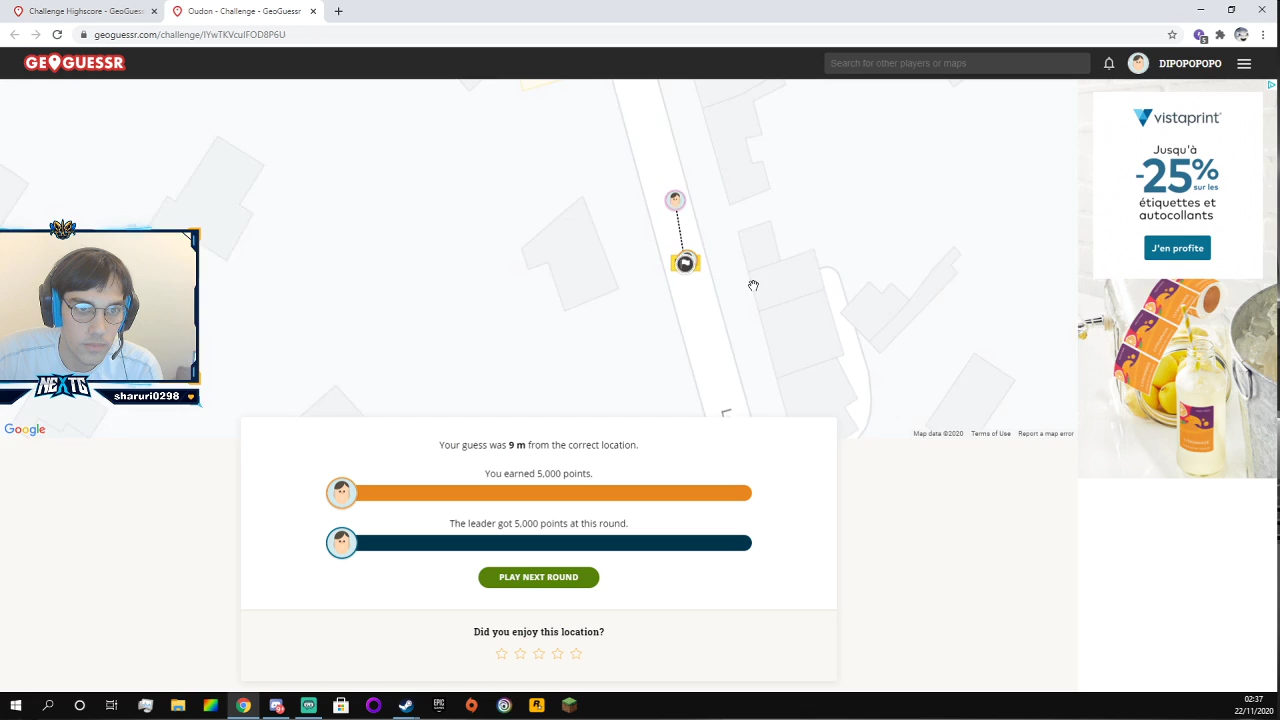 Challenge Highscore - GeoGuess
Oudon - Challenge - GeoGuessr
geoguessr.com/challenge/IYwTKVcuIFOD8P6U
GEOGUESSR
Search for other players or maps
DIPOPOPOPO
vistaprint
Jusqu'à
-25%
sur les
étiquettes et
autocollants
J'en profite
NEXTG
sharuri0298
Google
Map data ©2020
Terms of Use
Report a map error
Your guess was 9 m from the correct location.
You earned 5,000 points.
The leader got 5,000 points at this round.
PLAY NEXT ROUND
Did you enjoy this location?
EPIC
02:37
22/11/2020